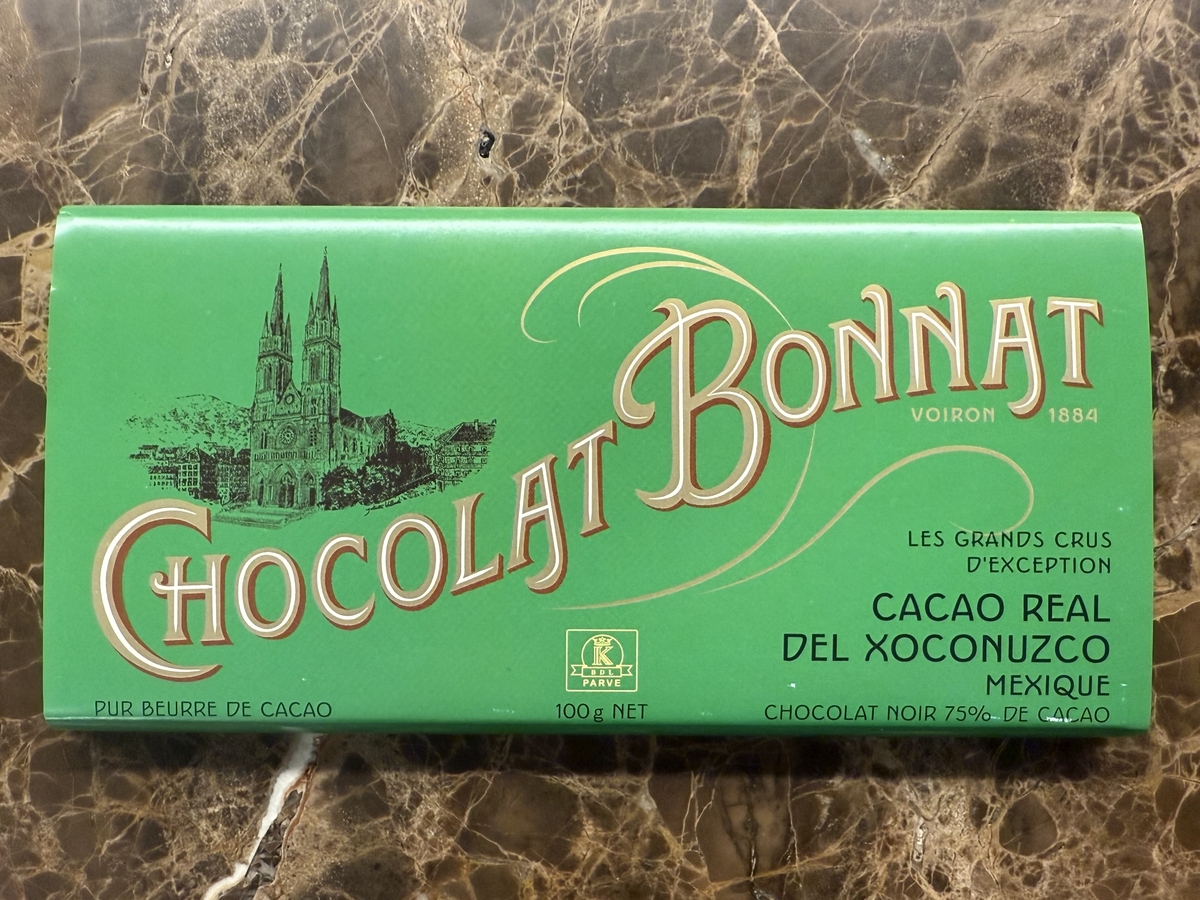 CHOCOLAT BONNAT
VOIRON 1884
LES GRANDS CRUS
D'EXCEPTION
CACAO REAL
DEL XOCONUZCO
MEXIQUE
K
BDL
PARVE
PUR BEURRE DE CACAO
100g NET
CHOCOLAT NOIR 75% DE CACAO